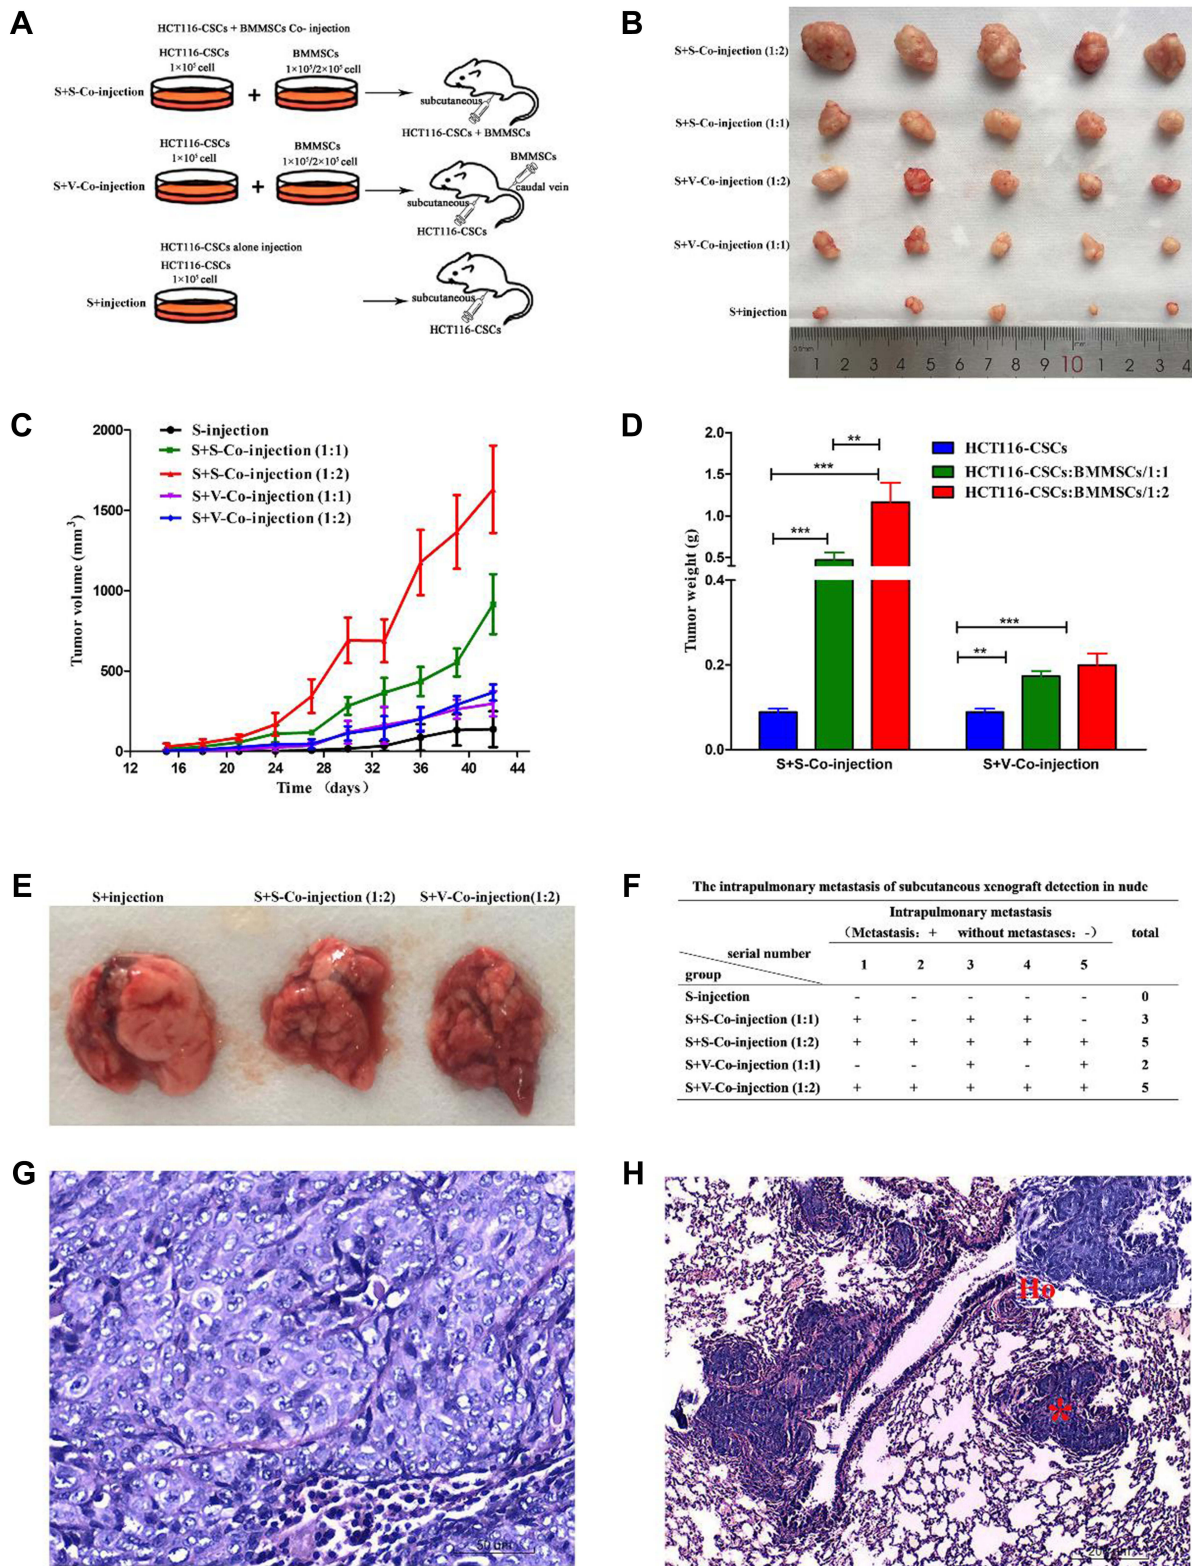 A
HCT116-CSCs + BMMSCs Co- injection
HCT116-CSCs
1×10⁵ cell
BMMSCs
1×10⁵/2×10⁵ cell
S+S-Co-injection
+
subcutaneous
HCT116-CSCs + BMMSCs
HCT116-CSCs
1×10⁵ cell
BMMSCs
1×10⁵/2×10⁵ cell
S+V-Co-injection
+
BMMSCs
caudal vein
subcutaneous
HCT116-CSCs
HCT116-CSCs alone injection
HCT116-CSCs
1×10⁵ cell
S+injection
subcutaneous
HCT116-CSCs
B
S+S-Co-injection (1:2)
S+S-Co-injection (1:1)
S+V-Co-injection (1:2)
S+V-Co-injection (1:1)
S+injection
1 2 3 4 5 6 7 8 9 10 1 2 3 4
C
S-injection
S+S-Co-injection (1:1)
S+S-Co-injection (1:2)
S+V-Co-injection (1:1)
S+V-Co-injection (1:2)
Tumor volume (mm³)
2000
1500
1000
500
0
12 16 20 24 28 32 36 40 44
Time （days）
D
HCT116-CSCs
HCT116-CSCs:BMMSCs/1:1
HCT116-CSCs:BMMSCs/1:2
Tumor weight (g)
2.0
1.5
1.0
0.5
0.4
0.2
0.0
**
***
***
***
**
S+S-Co-injection
S+V-Co-injection
E
S+injection S+S-Co-injection (1:2) S+V-Co-injection(1:2)
F
The intrapulmonary metastasis of subcutaneous xenograft detection in nude
Intrapulmonary metastasis
（Metastasis：+ without metastases：-） total
serial number
group
1 2 3 4 5
S-injection - - - - - 0
S+S-Co-injection (1:1) + - + + - 3
S+S-Co-injection (1:2) + + + + + 5
S+V-Co-injection (1:1) - - + - + 2
S+V-Co-injection (1:2) + + + + + 5
G
50 um
H
Ho
*